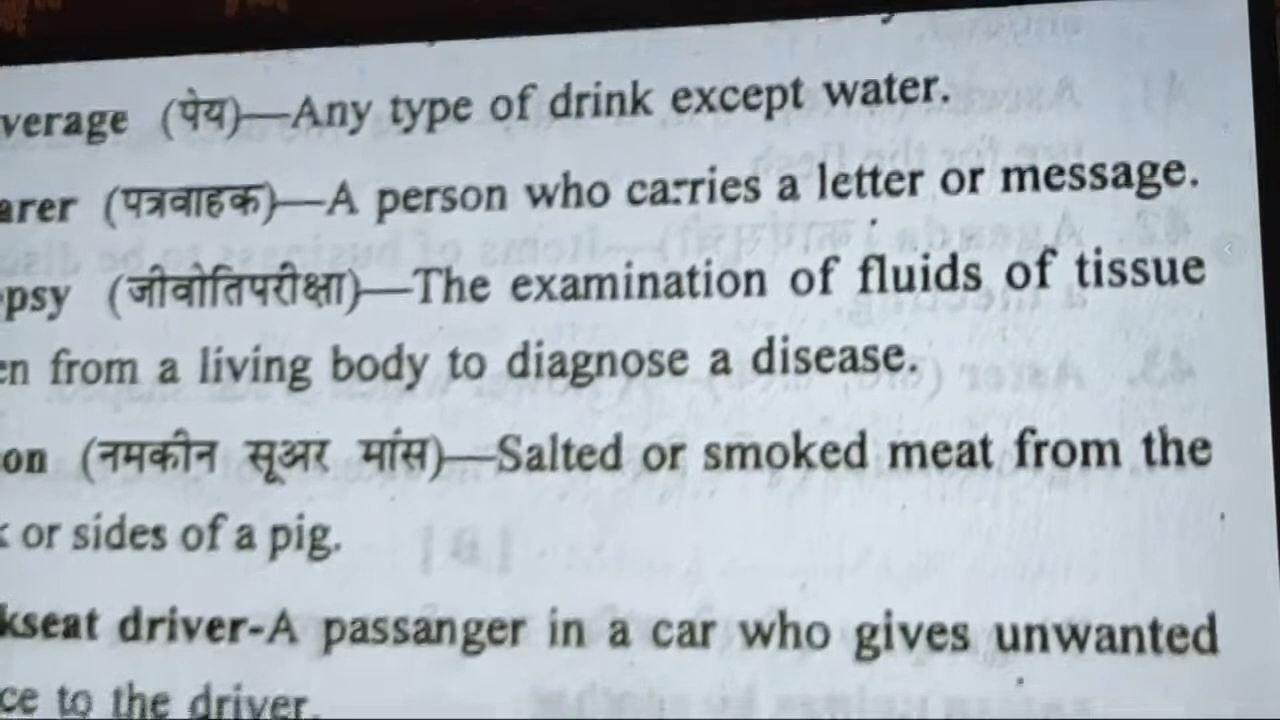 verage (पेय)—Any type of drink except water.
arer (पत्रवाहक)—A person who carries a letter or message.
psy (जीवोतिपरीक्षा)—The examination of fluids of tissue
en from a living body to diagnose a disease.
on (नमकीन सूअर मांस)—Salted or smoked meat from the
or sides of a pig.
kseat driver-A passanger in a car who gives unwanted
ce to the driver.